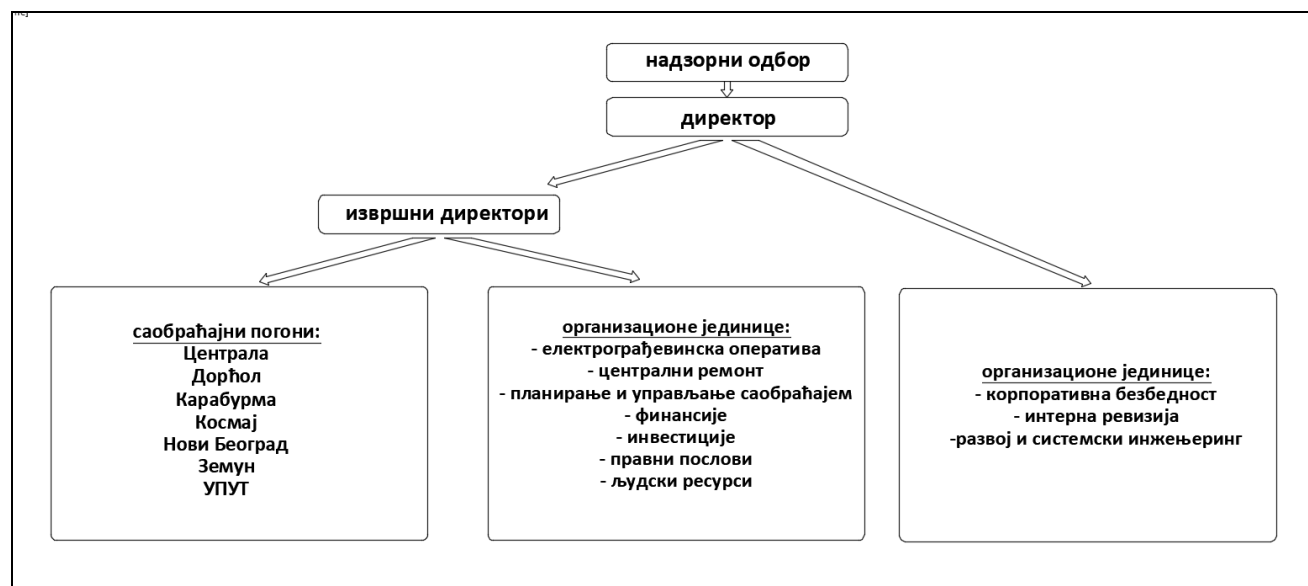 надзорни одбор
директор
извршни директори
саобраћајни погони:
Централа
Дорћол
Карабурма
Космај
Нови Београд
Земун
УПУТ
организационе јединице:
- електрограђевинска оператива
- централни ремонт
- планирање и управљање саобраћајем
- финансије
- инвестиције
- правни послови
- људски ресурси
организационе јединице:
- корпоративна безбедност
- интерна ревизија
-развој и системски инжењеринг